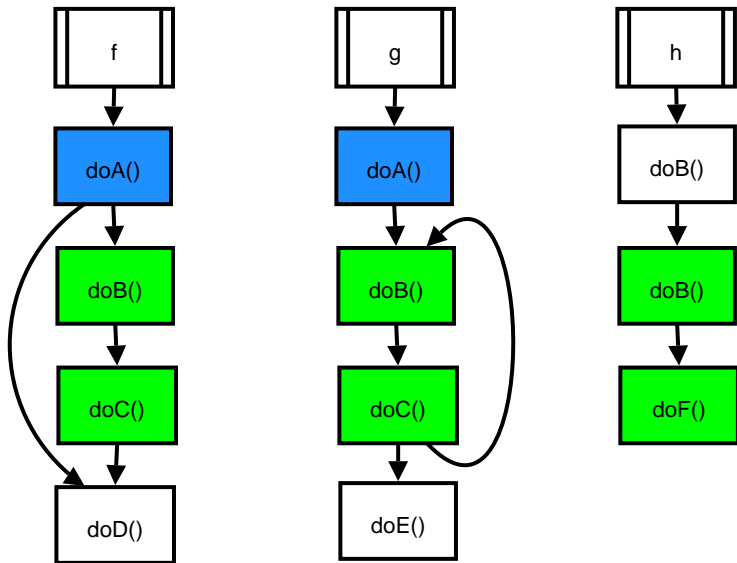 f
g
h
doA()
doA()
doB()
doB()
doB()
doB()
doC()
doC()
doF()
doD()
doE()